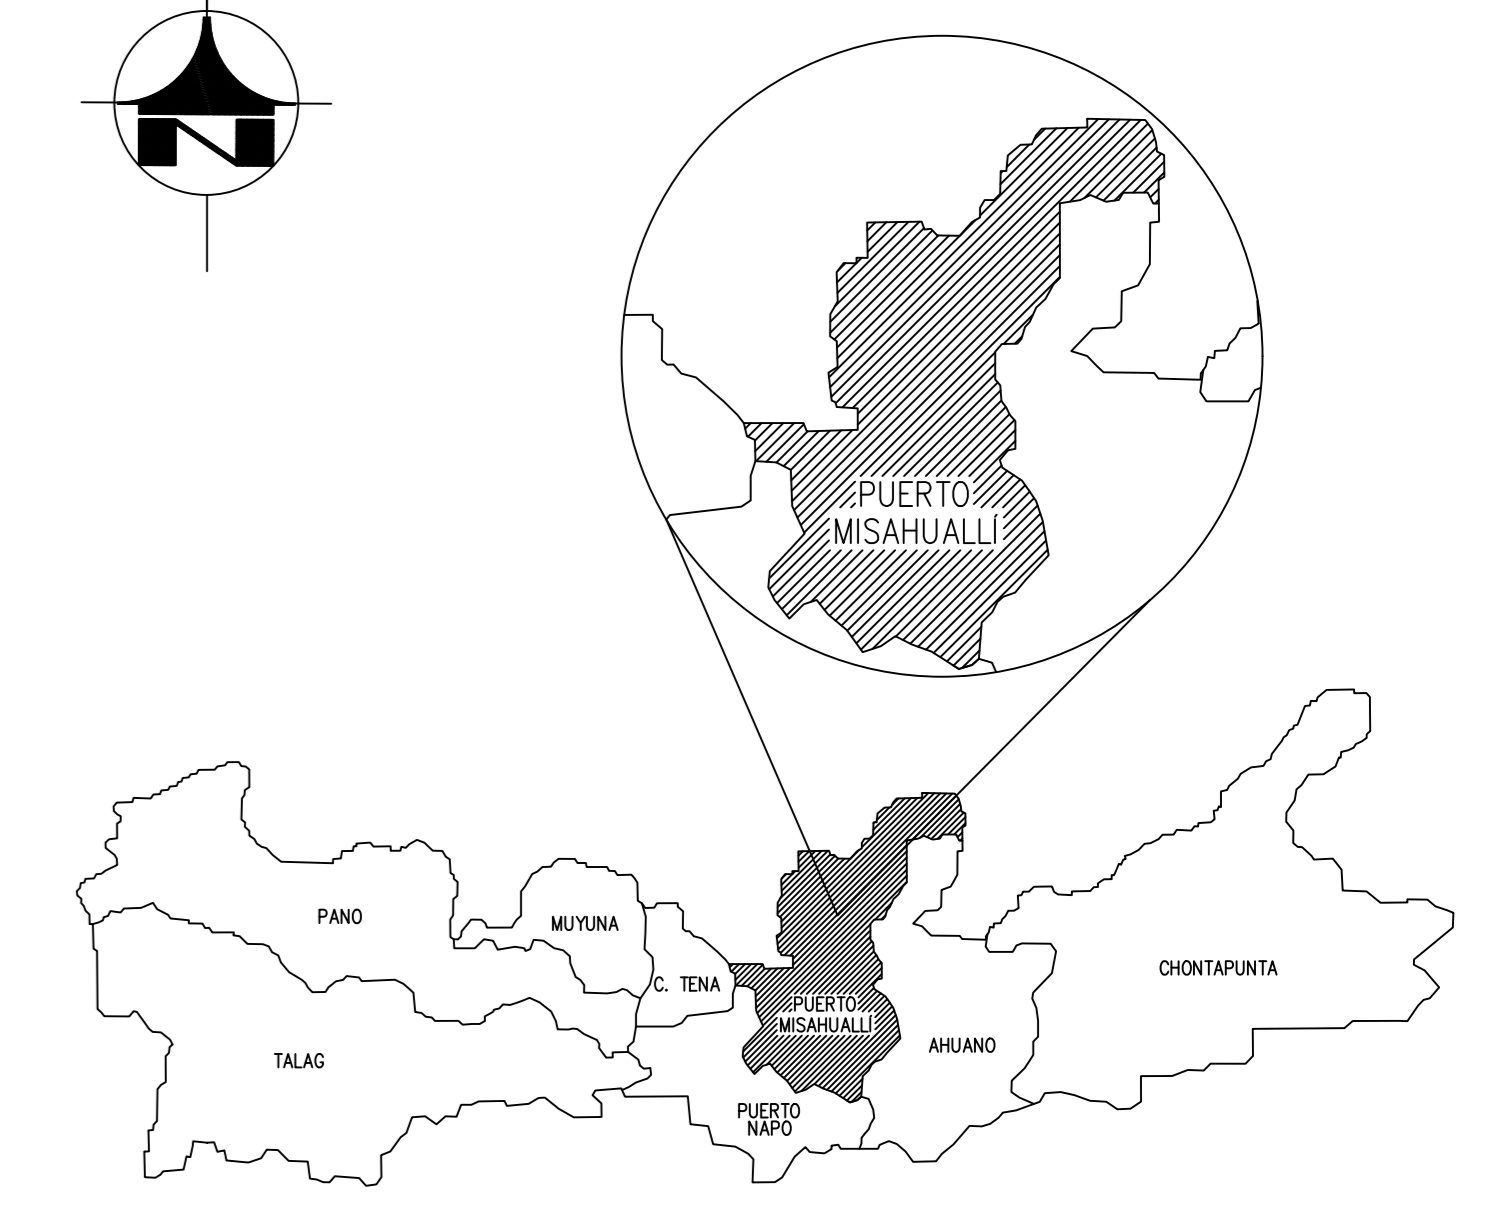 N
PUERTO
MISAHUALLÍ
PANO
MUYUNA
C. TENA
CHONTAPUNTA
PUERTO
MISAHUALLÍ
AHUANO
TALAG
PUERTO
NAPO